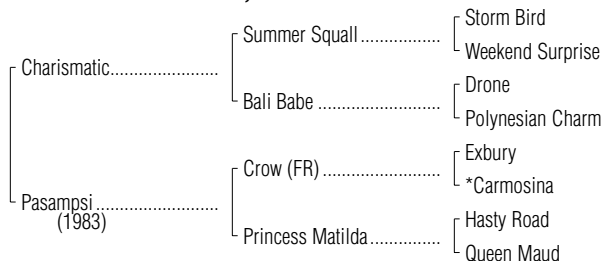 Storm Bird
Summer Squall
Weekend Surprise
Charismatic
Drone
Bali Babe
Polynesian Charm
Exbury
Crow (FR)
*Carmosina
Pasampsi
(1983)
Hasty Road
Princess Matilda
Queen Maud